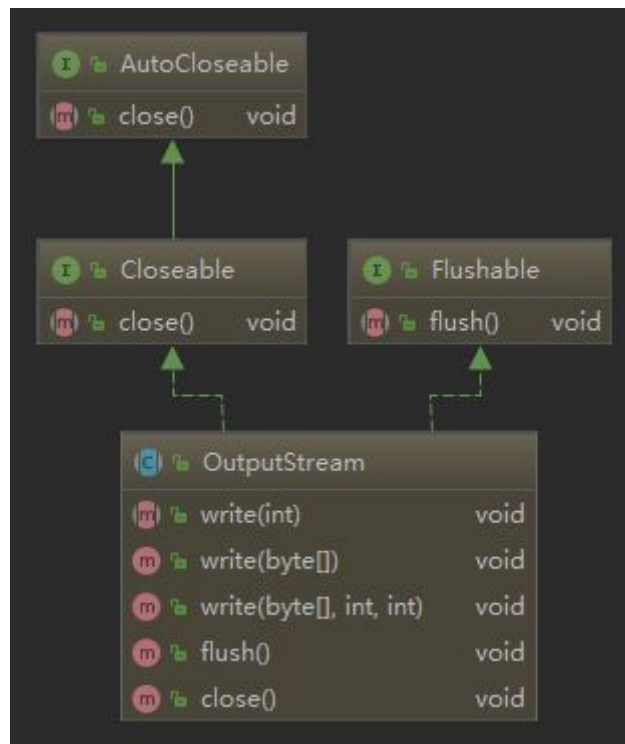 AutoCloseable
close() void
Closeable
close() void
Flushable
flush() void
OutputStream
write(int) void
write(byte[]) void
write(byte[], int, int) void
flush() void
close() void